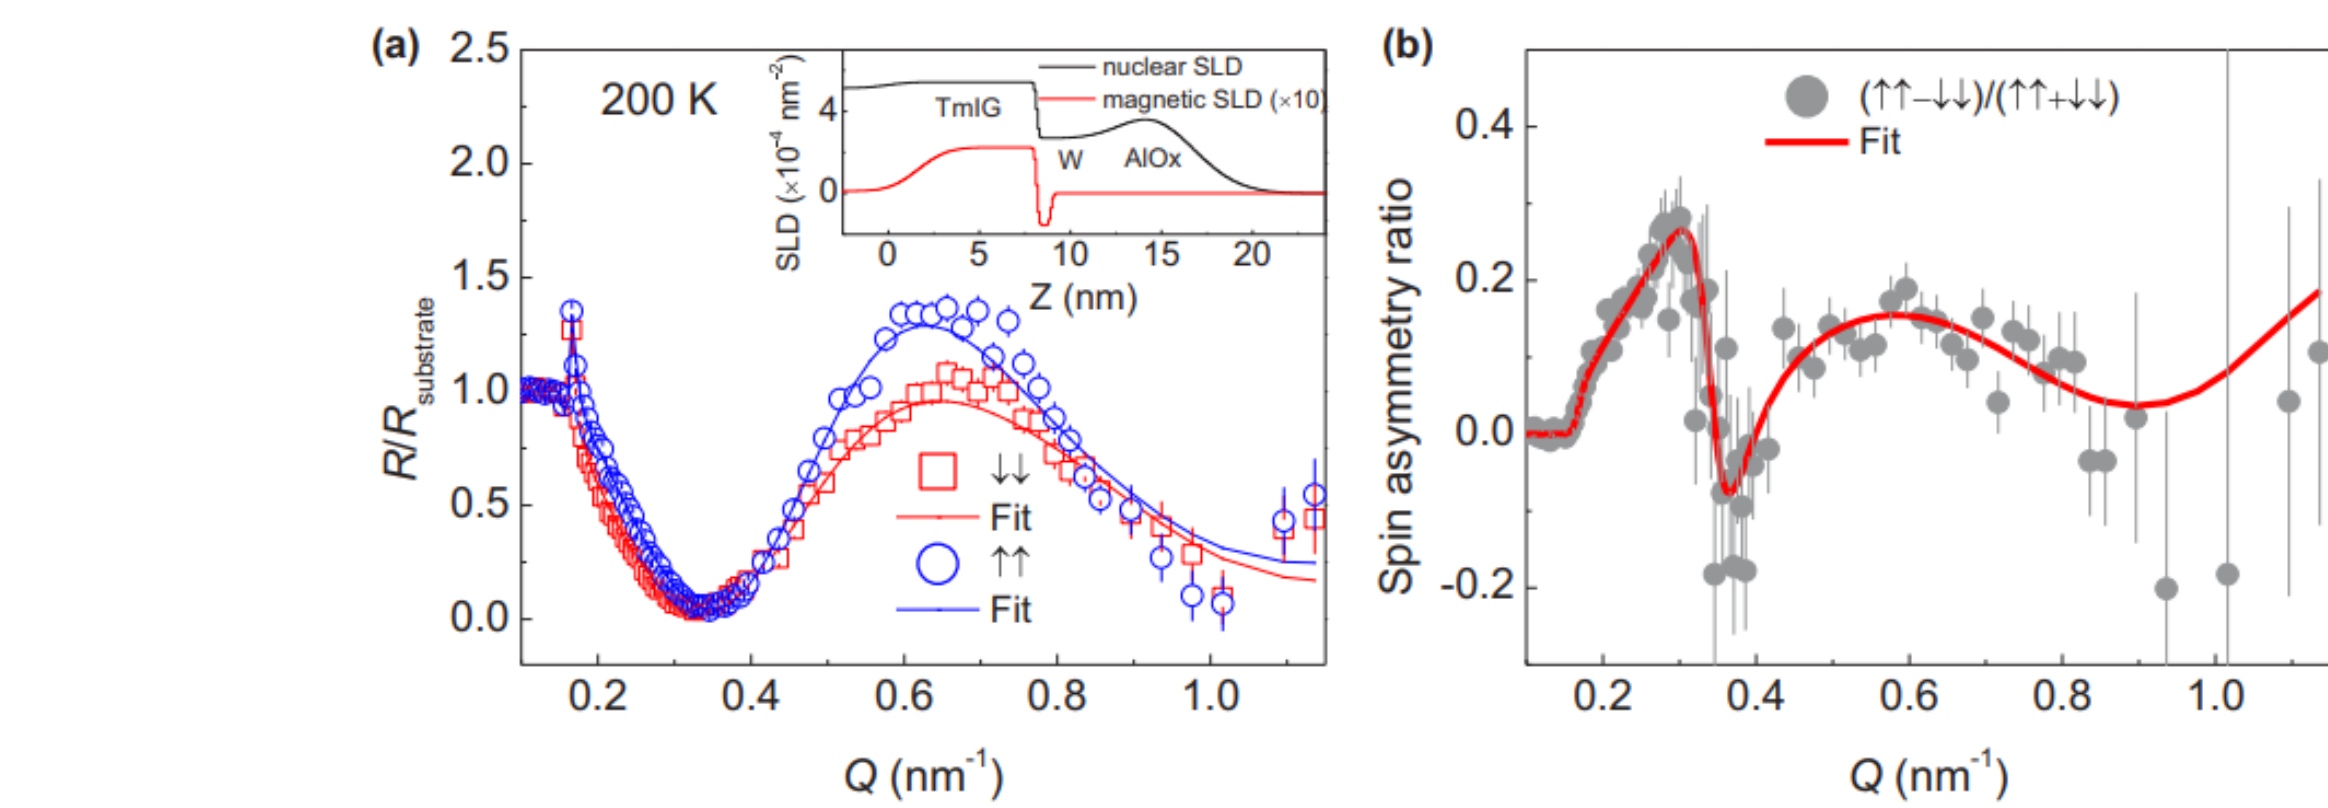 (a)
2.5
2.0
1.5
1.0
0.5
0.0
R/R_substrate
200 K
SLD (×10⁻⁴ nm⁻²)
4
0
nuclear SLD
magnetic SLD (×10)
TmIG
W
AlOx
0 5 10 15 20
Z (nm)
↓↓
Fit
↑↑
Fit
0.2 0.4 0.6 0.8 1.0
Q (nm⁻¹)
(b)
0.4
0.2
0.0
-0.2
Spin asymmetry ratio
(↑↑−↓↓)/(↑↑+↓↓)
Fit
0.2 0.4 0.6 0.8 1.0
Q (nm⁻¹)